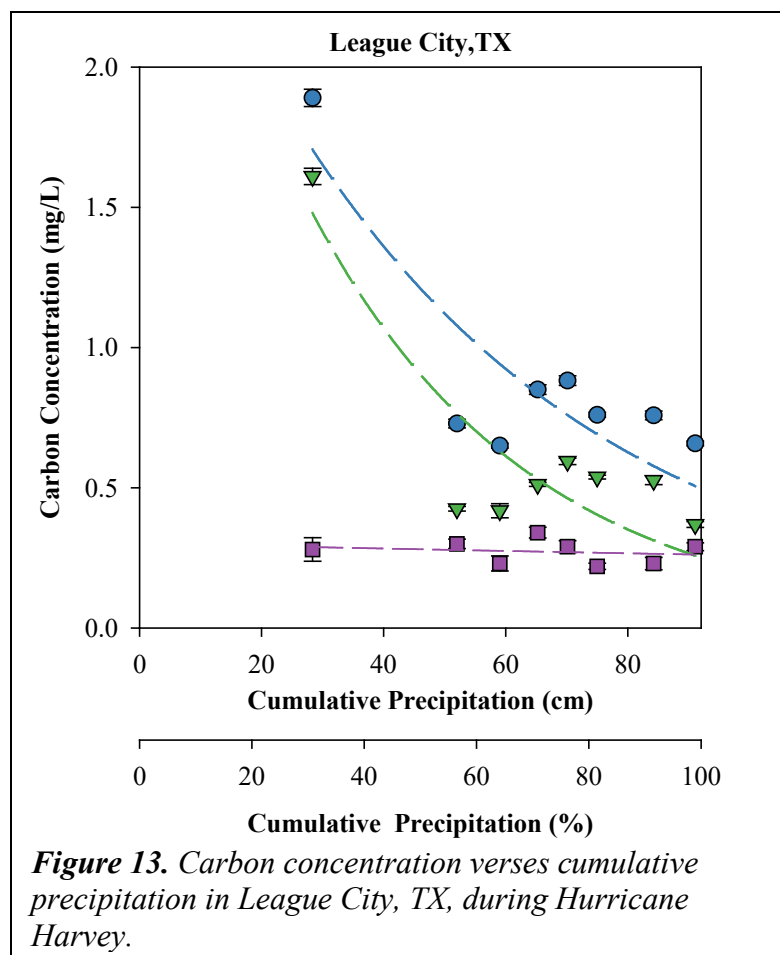 League City,TX
2.0
1.5
1.0
0.5
0.0
Carbon Concentration (mg/L)
0 20 40 60 80
Cumulative Precipitation (cm)
0 20 40 60 80 100
Cumulative Precipitation (%)
Figure 13. Carbon concentration verses cumulative
precipitation in League City, TX, during Hurricane
Harvey.